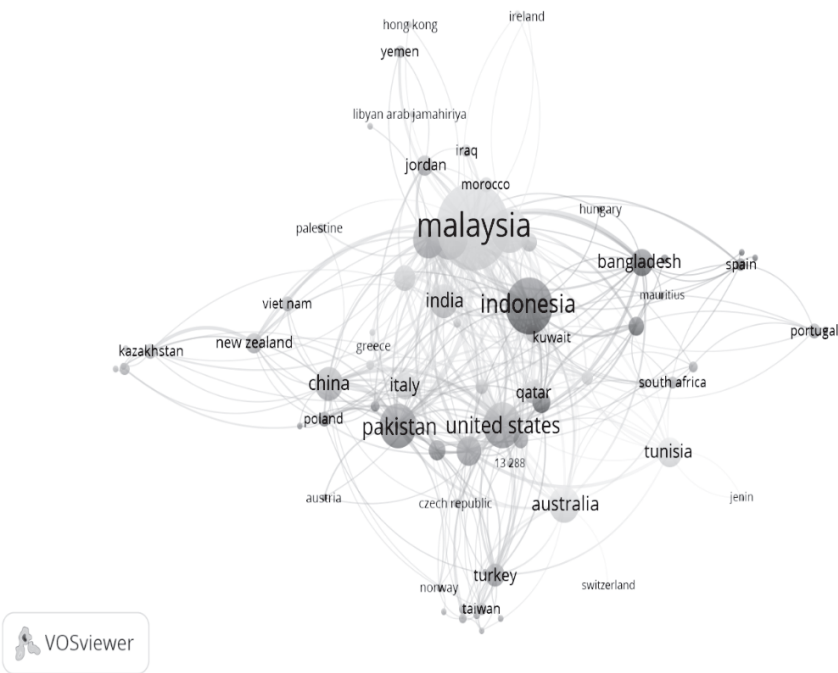 ireland
hong kong
yemen
libyan arab jamahiriya
iraq
jordan
morocco
hungary
malaysia
palestine
bangladesh
spain
mauritius
india
indonesia
viet nam
portugal
kuwait
new zealand
greece
kazakhstan
china
italy
south africa
qatar
poland
pakistan
united states
tunisia
13 288
austria
czech republic
australia
jenin
turkey
norway
switzerland
taiwan
VOSviewer